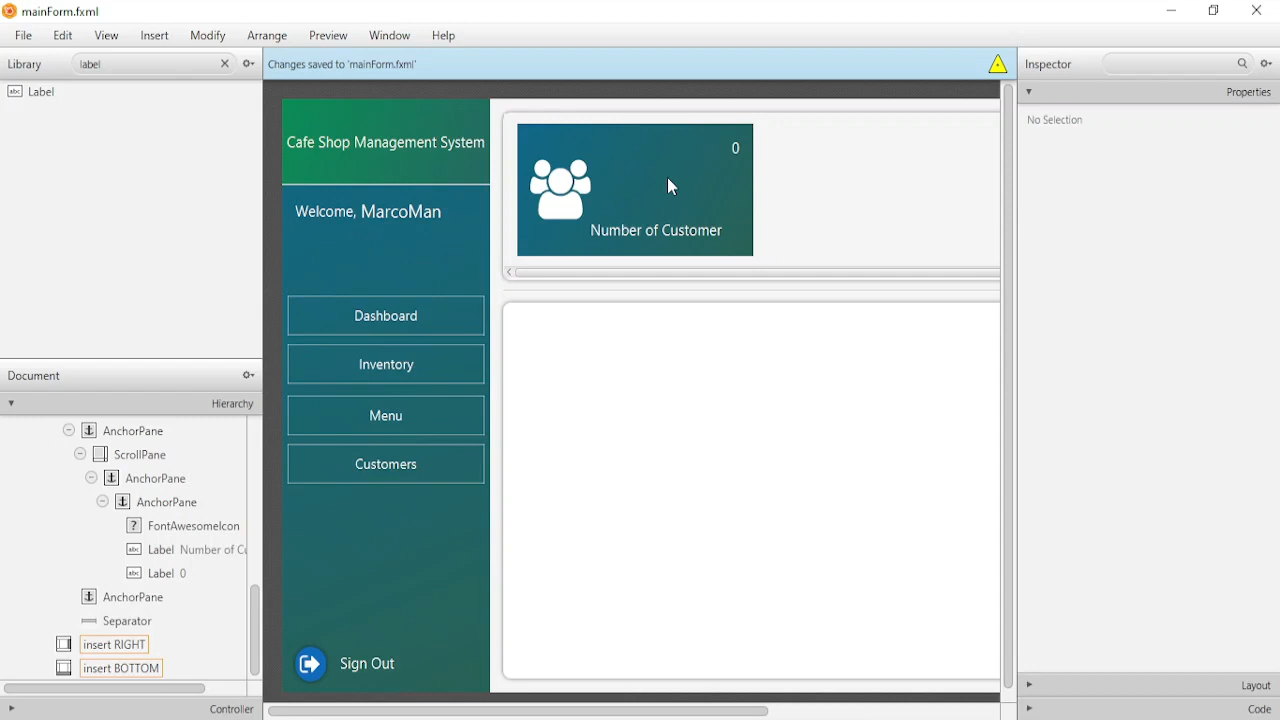 mainForm.fxml
File Edit View Insert Modify Arrange Preview Window Help
Library label
Label
Changes saved to 'mainForm.fxml'
Inspector
Properties
No Selection
Cafe Shop Management System
Welcome, MarcoMan
Dashboard
Inventory
Menu
Customers
Sign Out
0
Number of Customer
Document
Hierarchy
AnchorPane
ScrollPane
AnchorPane
AnchorPane
? FontAwesomeIcon
abc Label Number of Cu
abc Label 0
AnchorPane
Separator
insert RIGHT
insert BOTTOM
Controller
Layout
Code